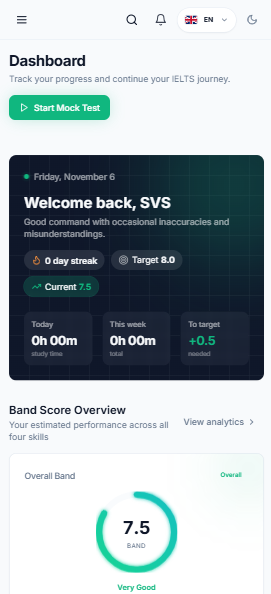 EN
Dashboard
Track your progress and continue your IELTS journey.
Start Mock Test
Friday, November 6
Welcome back, SVS
Good command with occasional inaccuracies and
misunderstandings.
0 day streak
Target 8.0
Current 7.5
Today
0h 00m
study time
This week
0h 00m
total
To target
+0.5
needed
Band Score Overview
Your estimated performance across all
four skills
View analytics
Overall Band
Overall
7.5
BAND
Very Good